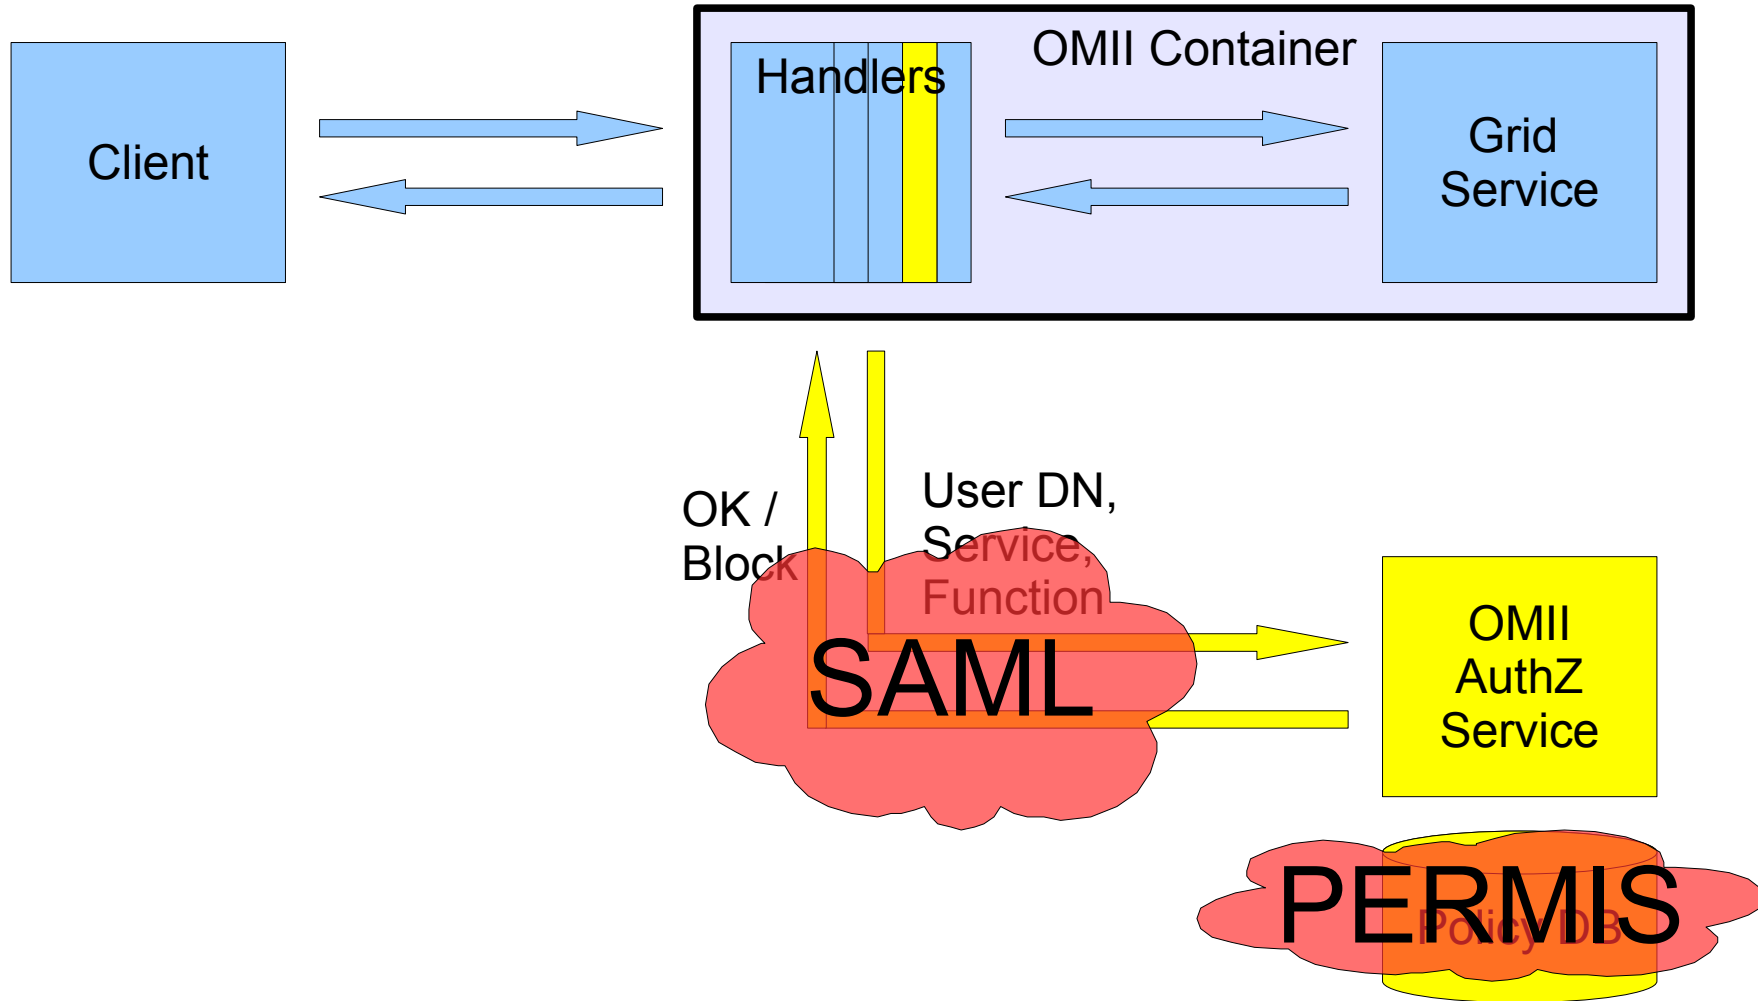 Client
Handlers
OMII Container
Grid
Service
OK /
Block
User DN,
Service,
Function
SAML
OMII
AuthZ
Service
PERMIS
Policy DB